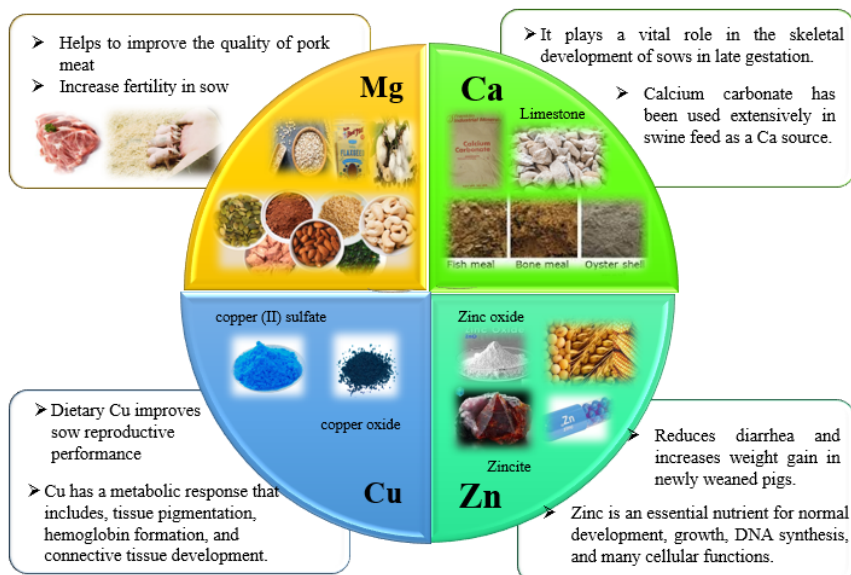 ➢ Helps to improve the quality of pork
meat
➢ Increase fertility in sow
Mg
Ca
➢ It plays a vital role in the skeletal
development of sows in late gestation.
➢ Calcium carbonate has
been used extensively in
swine feed as a Ca source.
Limestone
Calcium
Carbonate
Fish meal
Bone meal
Oyster shell
copper (II) sulfate
copper oxide
Cu
Zinc oxide
Zinc Oxide
Zn
Zincite
Zn
➢ Dietary Cu improves
sow reproductive
performance
➢ Cu has a metabolic response that
includes, tissue pigmentation,
hemoglobin formation, and
connective tissue development.
➢ Reduces diarrhea and
increases weight gain in
newly weaned pigs.
➢ Zinc is an essential nutrient for normal
development, growth, DNA synthesis,
and many cellular functions.